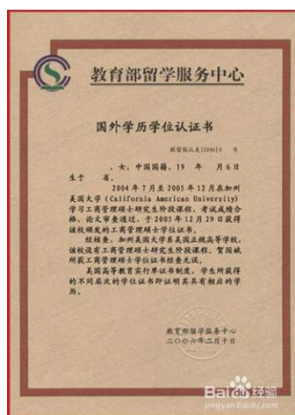 教育部留学服务中心
国外学历学位认证书
教留服认美[2006]0 号
，女，中国国籍，19 年 月6日
生于 省。
2004年7月至2005年12月在加州
美国大学（California American University）
学习工商管理硕士研究生阶段课程，考试成绩合
格，论文审查通过，于2005年12月29日获得
该校颁发的工商管理硕士学位证书。
经核查，加州美国大学系美国正规高等学校，
该校设有工商管理硕士研究生阶段课程。贺国斌
所获工商管理硕士学位证书经查无误。
美国高等教育实行单证书制度，学生所获得
的不同层次的学位证书即证明其具有相应的学
历。
教育部留学服务中心
二〇〇六年二月十日
Baidu 经验
jingyan.baidu.com